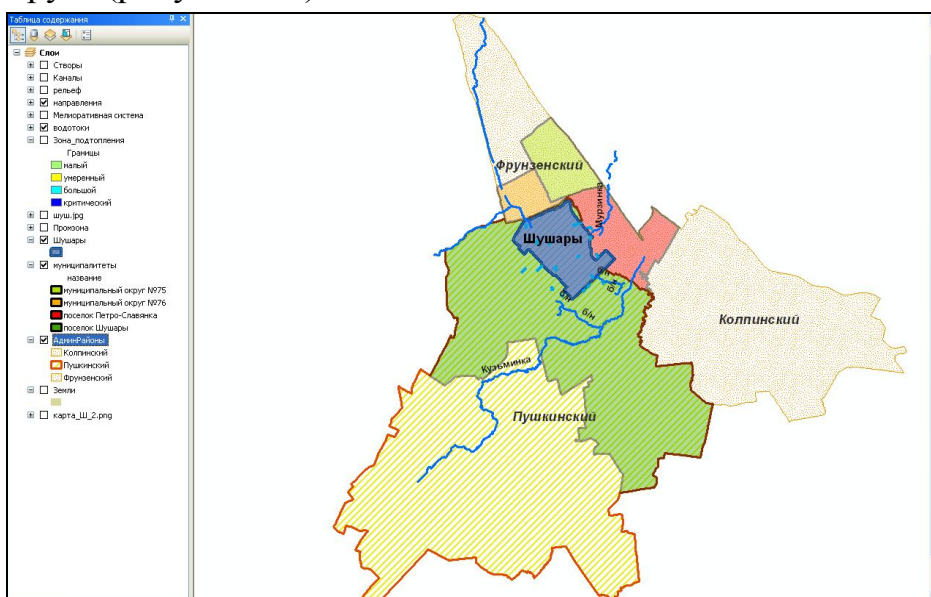 Таблица содержания
Слои
Створы
Каналы
рельеф
направления
Мелиоративная система
водотоки
Зона_подтопления
Границы
малый
умеренный
большой
критический
шуш.jpg
Промзона
Шушары
муниципалитеты
название
муниципальный округ №75
муниципальный округ №76
поселок Петро-Славянка
поселок Шушары
АдминРайоны
Колпинский
Пушкинский
Фрунзенский
Земли
карта_Ш_2.png
Фрунзенский
Мурзинка
Шушары
б/н
б/н
б/н
б/н
Колпинский
Кузьминка
Пушкинский